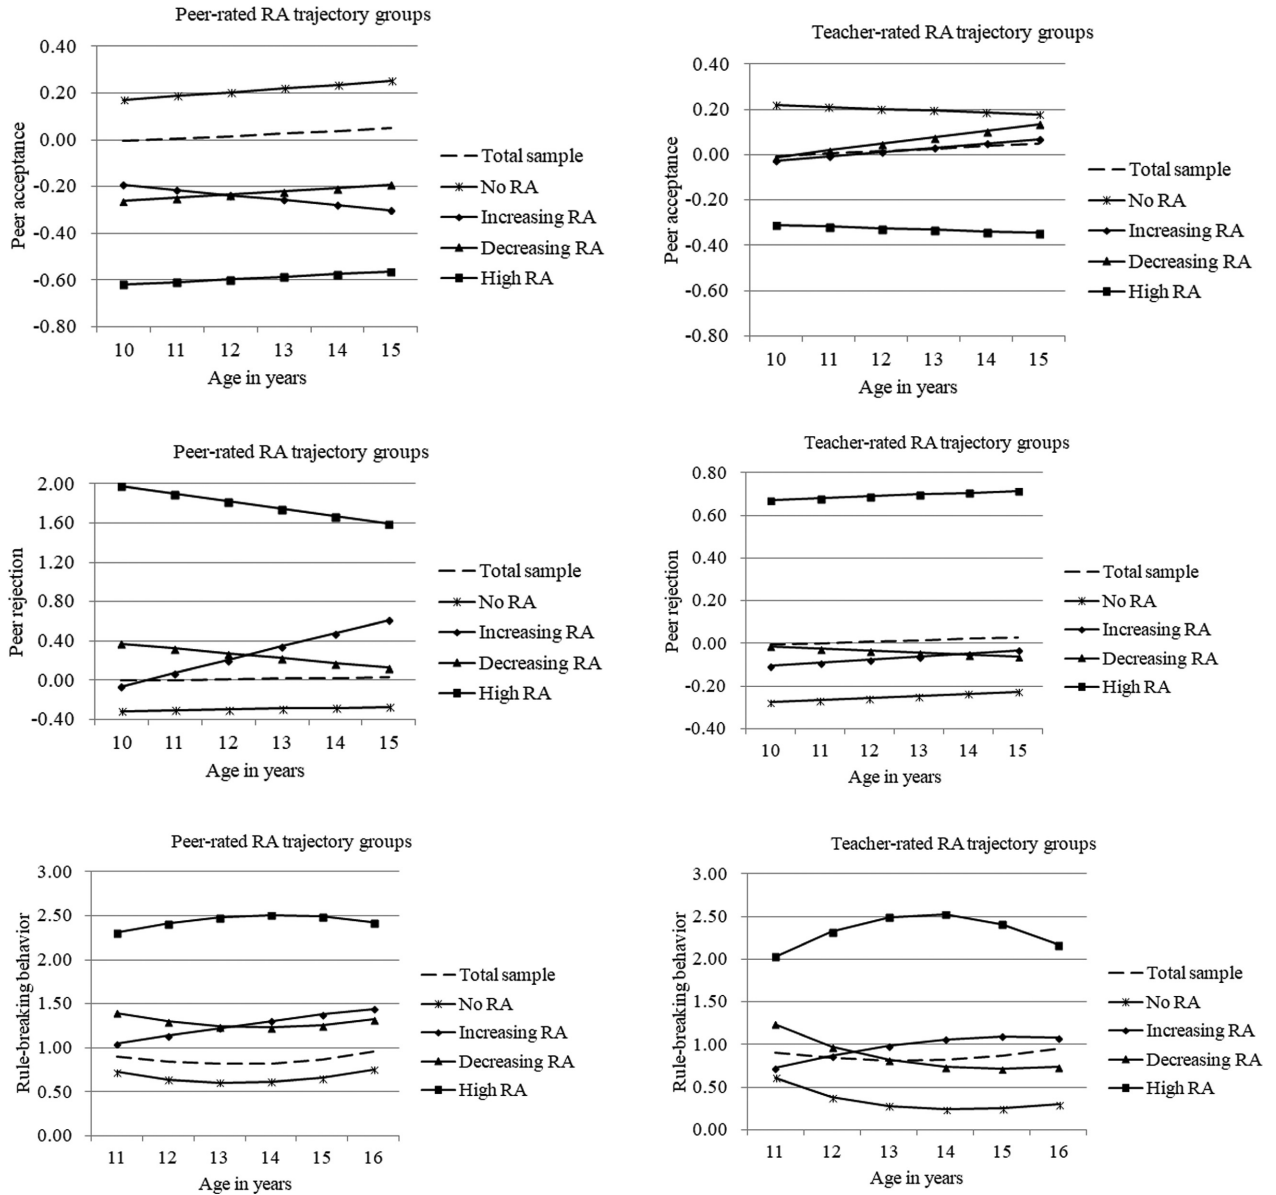 Peer-rated RA trajectory groups
0.40
0.20
0.00
-0.20
-0.40
-0.60
-0.80
Peer acceptance
10 11 12 13 14 15
Age in years
Total sample
No RA
Increasing RA
Decreasing RA
High RA
Teacher-rated RA trajectory groups
0.40
0.20
0.00
-0.20
-0.40
-0.60
-0.80
Peer acceptance
10 11 12 13 14 15
Age in years
Total sample
No RA
Increasing RA
Decreasing RA
High RA
Peer-rated RA trajectory groups
2.00
1.60
1.20
0.80
0.40
0.00
-0.40
Peer rejection
10 11 12 13 14 15
Age in years
Total sample
No RA
Increasing RA
Decreasing RA
High RA
Teacher-rated RA trajectory groups
0.80
0.60
0.40
0.20
0.00
-0.20
-0.40
Peer rejection
10 11 12 13 14 15
Age in years
Total sample
No RA
Increasing RA
Decreasing RA
High RA
Peer-rated RA trajectory groups
3.00
2.50
2.00
1.50
1.00
0.50
0.00
Rule-breaking behavior
11 12 13 14 15 16
Age in years
Total sample
No RA
Increasing RA
Decreasing RA
High RA
Teacher-rated RA trajectory groups
3.00
2.50
2.00
1.50
1.00
0.50
0.00
Rule-breaking behavior
11 12 13 14 15 16
Age in years
Total sample
No RA
Increasing RA
Decreasing RA
High RA